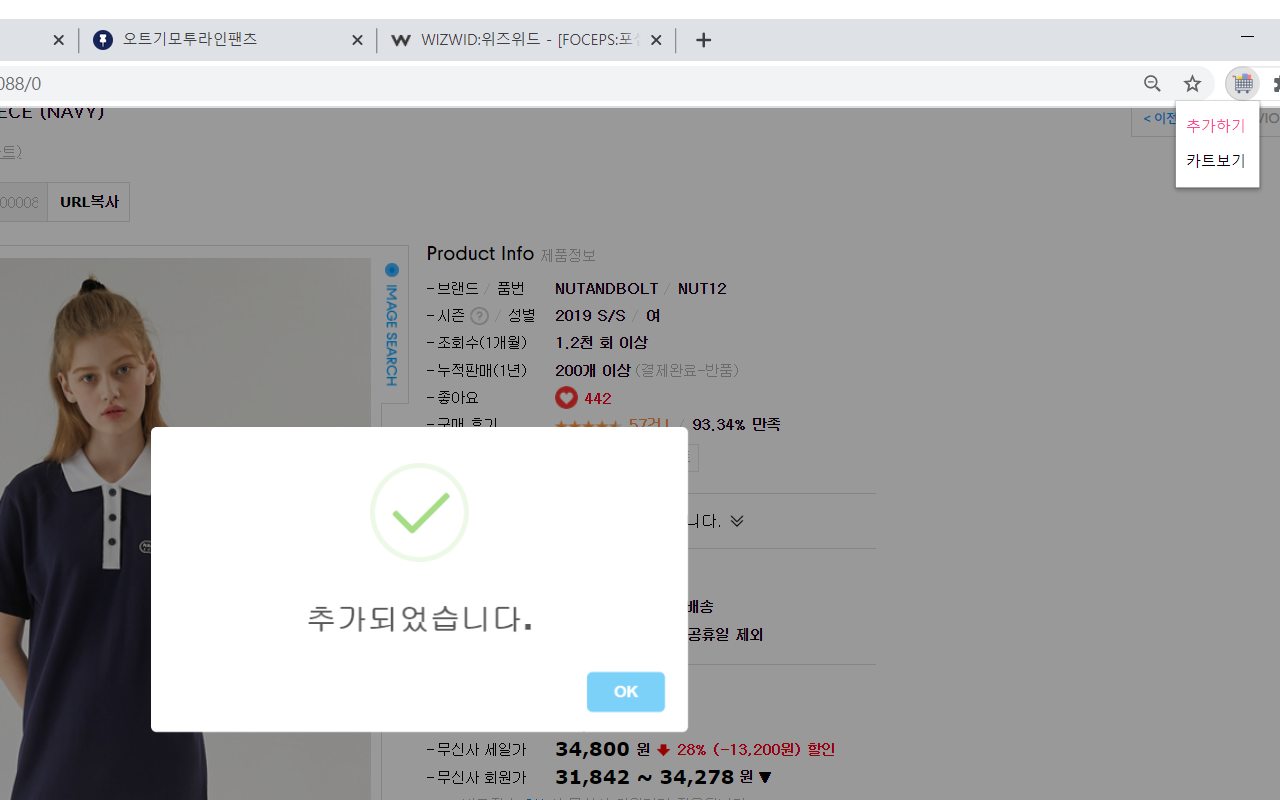 오트기모투라인팬츠
WIZWID:위즈위드 - [FOCEPS:포
088/0
ECE (NAVY)
< 이전
추가하기
카트보기
트)
00008
URL복사
IMAGE SEARCH
Product Info 제품정보
- 브랜드 / 품번 NUTANDBOLT / NUT12
- 시즌 ? / 성별 2019 S/S / 여
- 조회수(1개월) 1.2천 회 이상
- 누적판매(1년) 200개 이상 (결제완료-반품)
- 좋아요 442
- 구매 후기 57건 / 93.34% 만족
니다.
추가되었습니다.
배송
공휴일 제외
OK
- 무신사 세일가 34,800 원 28% (-13,200원) 할인
- 무신사 회원가 31,842 ~ 34,278 원 ▼